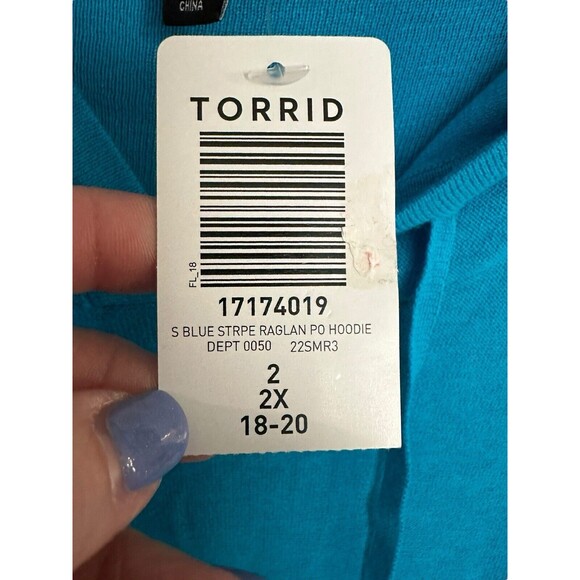 CHINA
TORRID
FL_18
17174019
S BLUE STRPE RAGLAN PO HOODIE
DEPT 0050 22SMR3
2
2X
18-20